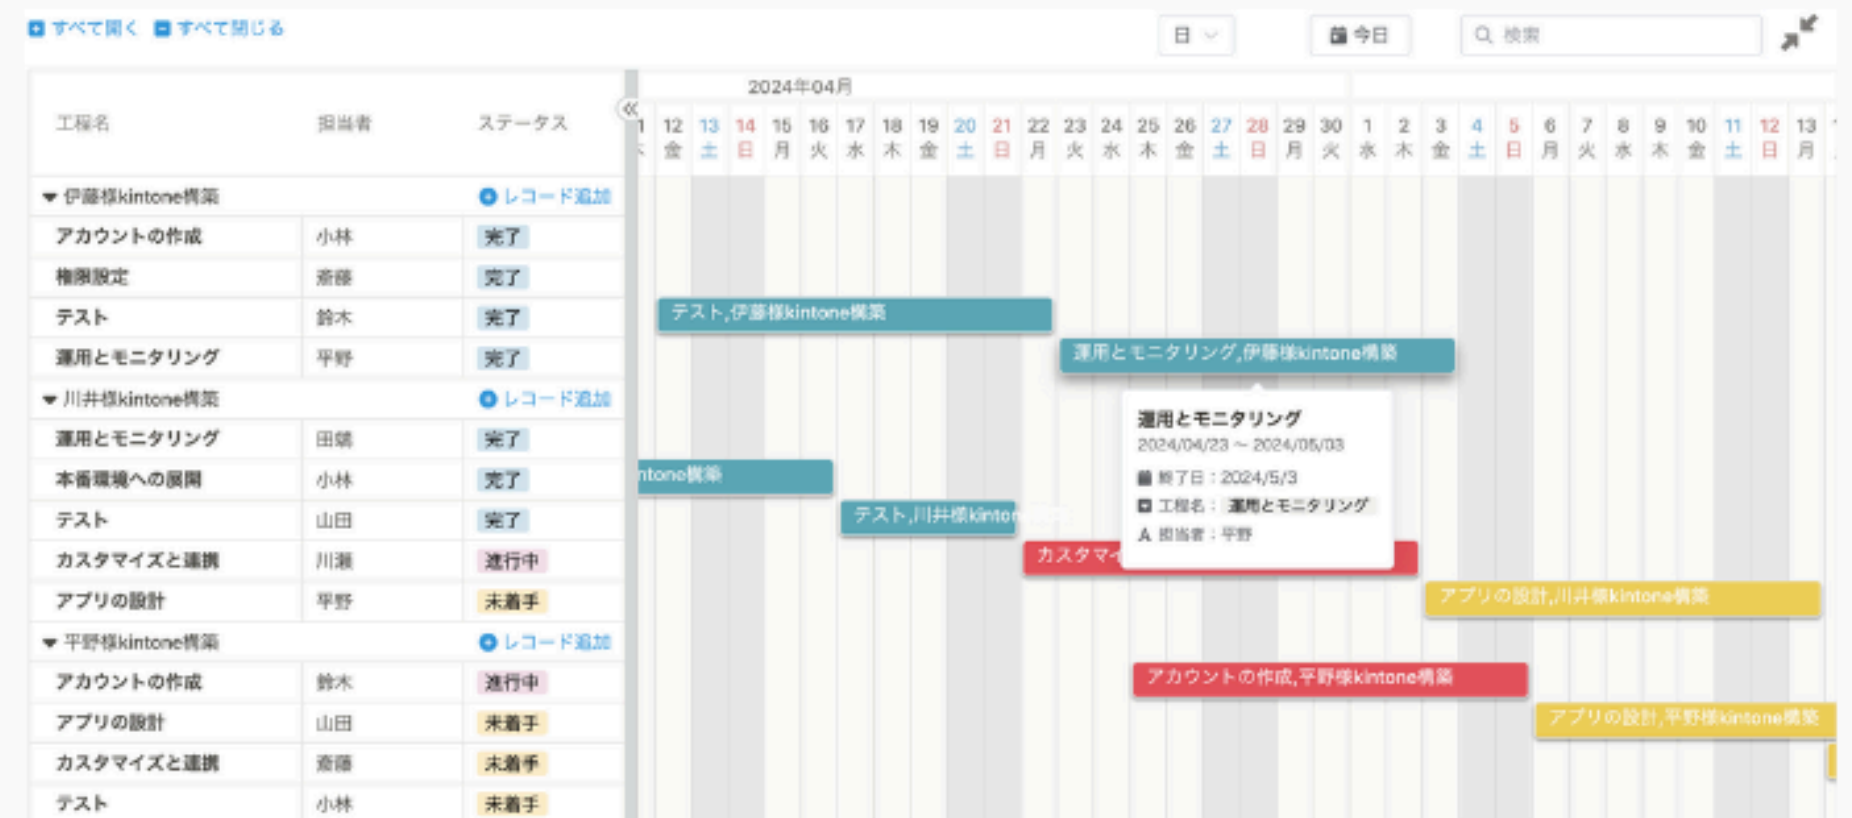 すべて開く すべて閉じる
日 今日 検索
2024年04月
工程名 担当者 ステータス
12 13 14 15 16 17 18 19 20 21 22 23 24 25 26 27 28 29 30 1 2 3 4 5 6 7 8 9 10 11 12 13
金 土 日 月 火 水 木 金 土 日 月 火 水 木 金 土 日 月 火 水 木 金 土 日 月 火 水 木 金 土 日 月
伊藤様kintone構築 レコード追加
アカウントの作成 小林 完了
権限設定 斎藤 完了
テスト 鈴木 完了 テスト,伊藤様kintone構築
運用とモニタリング 平野 完了 運用とモニタリング,伊藤様kintone構築
川井様kintone構築 レコード追加
運用とモニタリング 田端 完了
本番環境への展開 小林 完了 ntone構築
テスト 山田 完了 テスト,川井様kinton
カスタマイズと連携 川瀬 進行中 カスタマイ
アプリの設計 平野 未着手 アプリの設計,川井様kintone構築
運用とモニタリング
2024/04/23 ～ 2024/05/03
終了日：2024/5/3
工程名： 運用とモニタリング
担当者：平野
平野様kintone構築 レコード追加
アカウントの作成 鈴木 進行中 アカウントの作成,平野様kintone構築
アプリの設計 山田 未着手 アプリの設計,平野様kintone構築
カスタマイズと連携 斎藤 未着手
テスト 小林 未着手